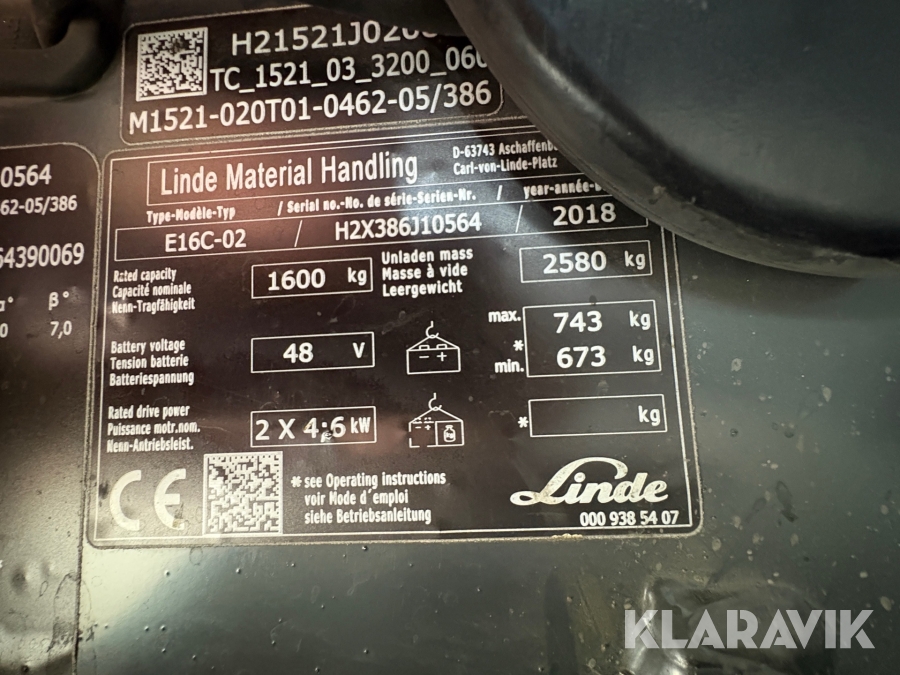 H21521J02
TC_1521_03_3200_060
M1521-020T01-0462-05/386
0564
62-05/386
64390069
β°
7,0
Linde Material Handling
D-63743 Aschaffenb
Carl-von-Linde-Platz
Type-Modèle-Typ / Serial no.-No. de série-Serien-Nr. / year-année-
E16C-02 / H2X386J10564 / 2018
Rated capacity
Capacité nominale
Nenn-Tragfähigkeit
1600 kg
Unladen mass
Masse à vide
Leergewicht
2580 kg
Battery voltage
Tension batterie
Batteriespannung
48 V
- +
max.
*
min.
743 kg
673 kg
Rated drive power
Puissance motr.nom.
Nenn-Antriebsleist.
2 X 4,6 kW
- +
* kg
CE
* see Operating instructions
voir Mode d´emploi
siehe Betriebsanleitung
Linde
000 938 54 07
KLARAVIK